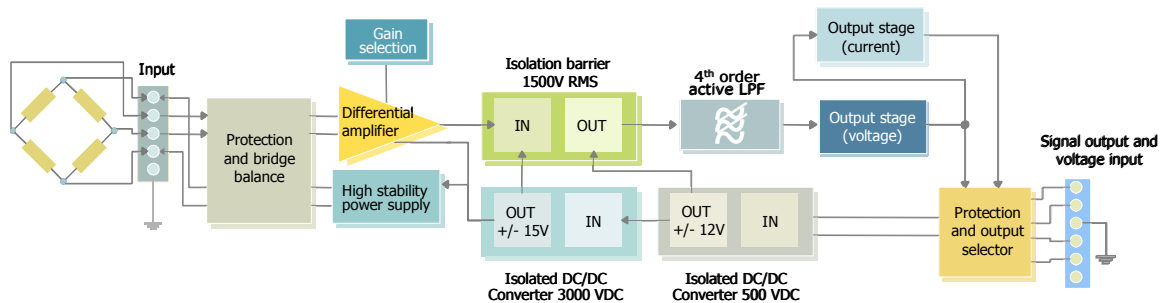 Gain
selection
Output stage
(current)
Input
Isolation barrier
1500V RMS
4th order
active LPF
Differential
amplifier
IN
OUT
Output stage
(voltage)
Protection
and bridge
balance
Signal output and
voltage input
High stability
power supply
OUT
+/- 15V
IN
OUT
+/- 12V
IN
Protection
and output
selector
Isolated DC/DC
Converter 3000 VDC
Isolated DC/DC
Converter 500 VDC